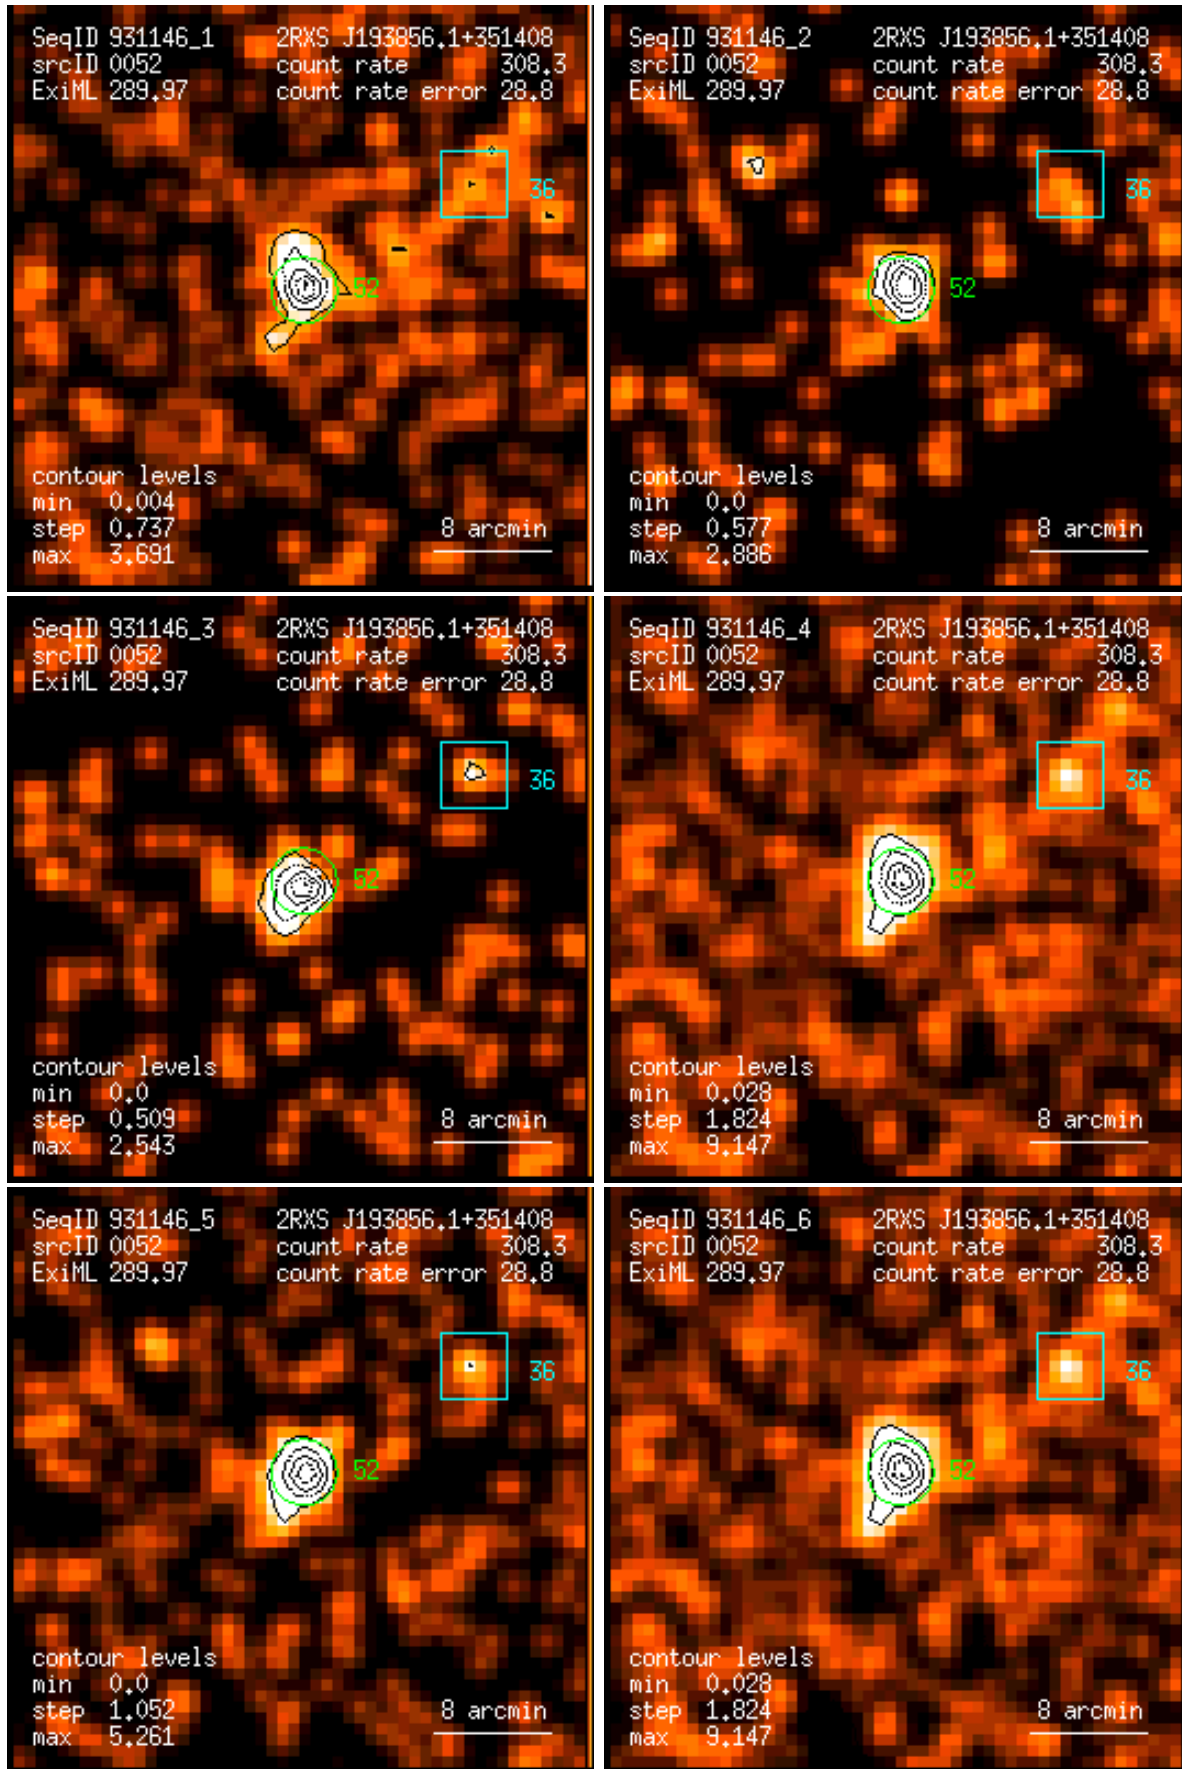 SeqID 931146_1 2RXS J193856.1+351408
srcID 0052 count rate 308.3
ExiML 289.97 count rate error 28.8
36
52
contour levels
min 0.004
step 0.737
max 3.691
8 arcmin
SeqID 931146_2 2RXS J193856.1+351408
srcID 0052 count rate 308.3
ExiML 289.97 count rate error 28.8
36
52
contour levels
min 0.0
step 0.577
max 2.886
8 arcmin
SeqID 931146_3 2RXS J193856.1+351408
srcID 0052 count rate 308.3
ExiML 289.97 count rate error 28.8
36
52
contour levels
min 0.0
step 0.509
max 2.543
8 arcmin
SeqID 931146_4 2RXS J193856.1+351408
srcID 0052 count rate 308.3
ExiML 289.97 count rate error 28.8
36
52
contour levels
min 0.028
step 1.824
max 9.147
8 arcmin
SeqID 931146_5 2RXS J193856.1+351408
srcID 0052 count rate 308.3
ExiML 289.97 count rate error 28.8
36
52
contour levels
min 0.0
step 1.052
max 5.261
8 arcmin
SeqID 931146_6 2RXS J193856.1+351408
srcID 0052 count rate 308.3
ExiML 289.97 count rate error 28.8
36
52
contour levels
min 0.028
step 1.824
max 9.147
8 arcmin